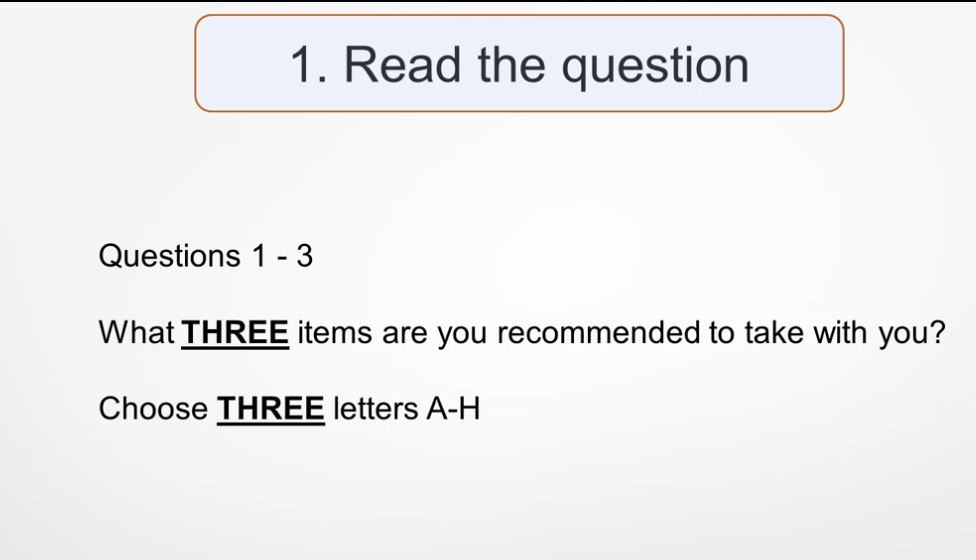 1. Read the question
Questions 1 - 3
What THREE items are you recommended to take with you?
Choose THREE letters A-H